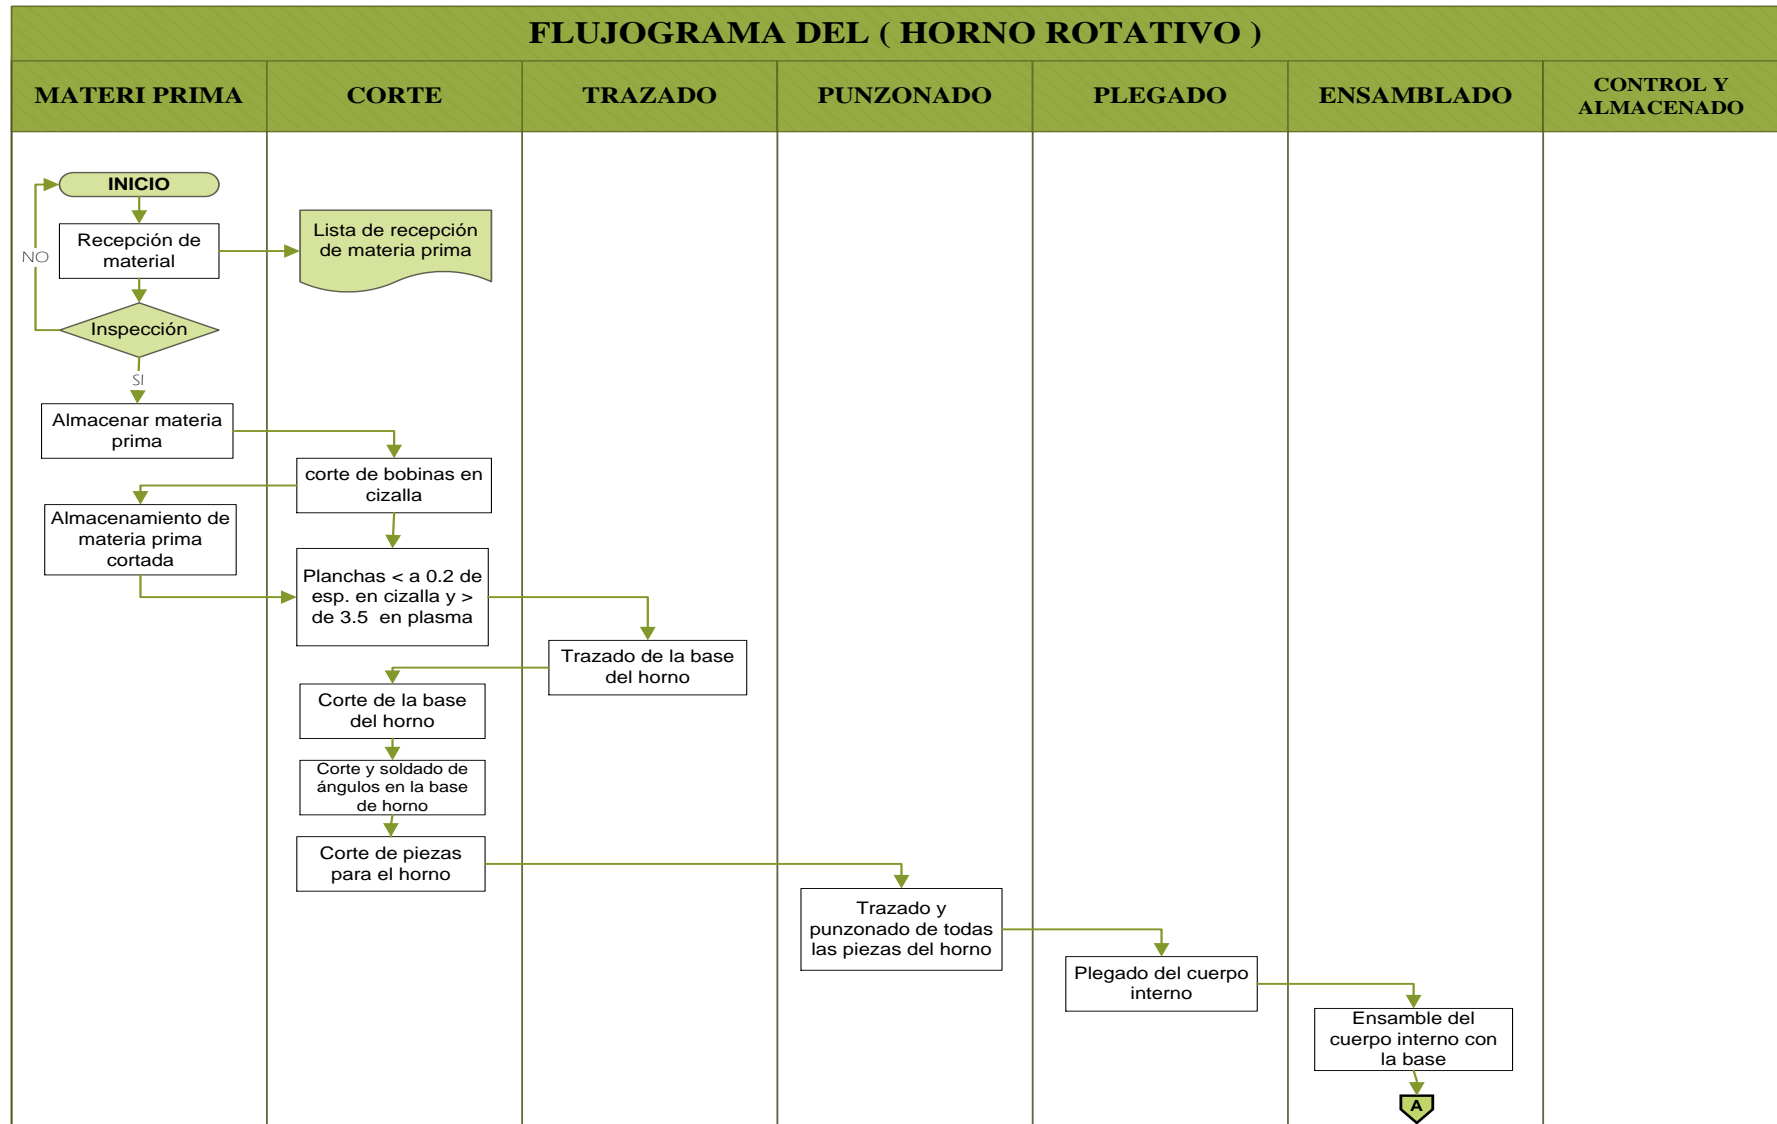 FLUJOGRAMA DEL ( HORNO ROTATIVO )
MATERI PRIMA
CORTE
TRAZADO
PUNZONADO
PLEGADO
ENSAMBLADO
CONTROL Y
ALMACENADO
INICIO
Recepción de
material
Lista de recepción
de materia prima
NO
Inspección
SI
Almacenar materia
prima
corte de bobinas en
cizalla
Almacenamiento de
materia prima
cortada
Planchas < a 0.2 de
esp. en cizalla y >
de 3.5 en plasma
Trazado de la base
del horno
Corte de la base
del horno
Corte y soldado de
ángulos en la base
de horno
Corte de piezas
para el horno
Trazado y
punzonado de todas
las piezas del horno
Plegado del cuerpo
interno
Ensamble del
cuerpo interno con
la base
A